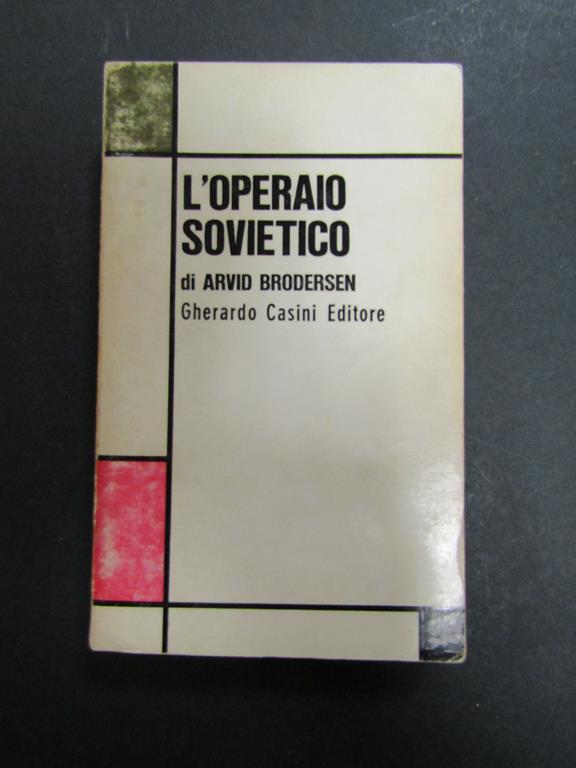 L'OPERAIO
SOVIETICO
di ARVID BRODERSEN
Gherardo Casini Editore